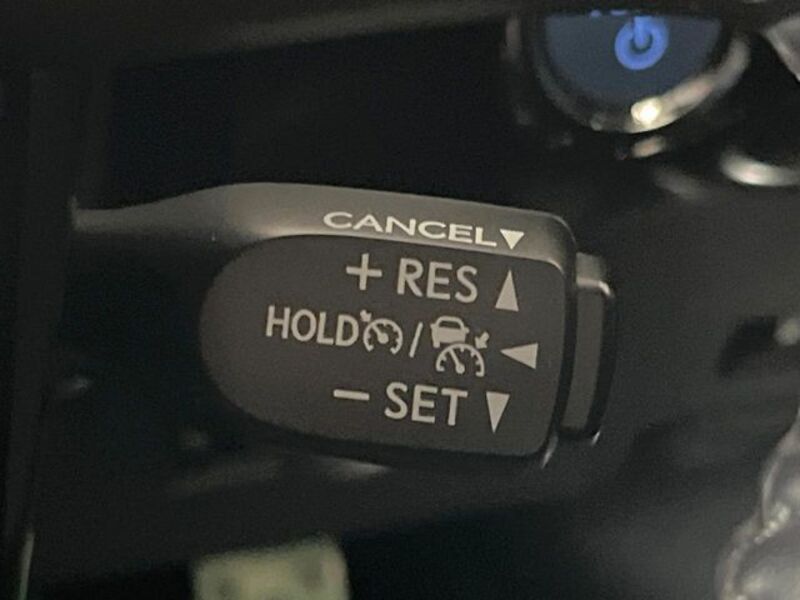 CANCEL▼
+ RES ▲
HOLD / ◀
- SET ▼